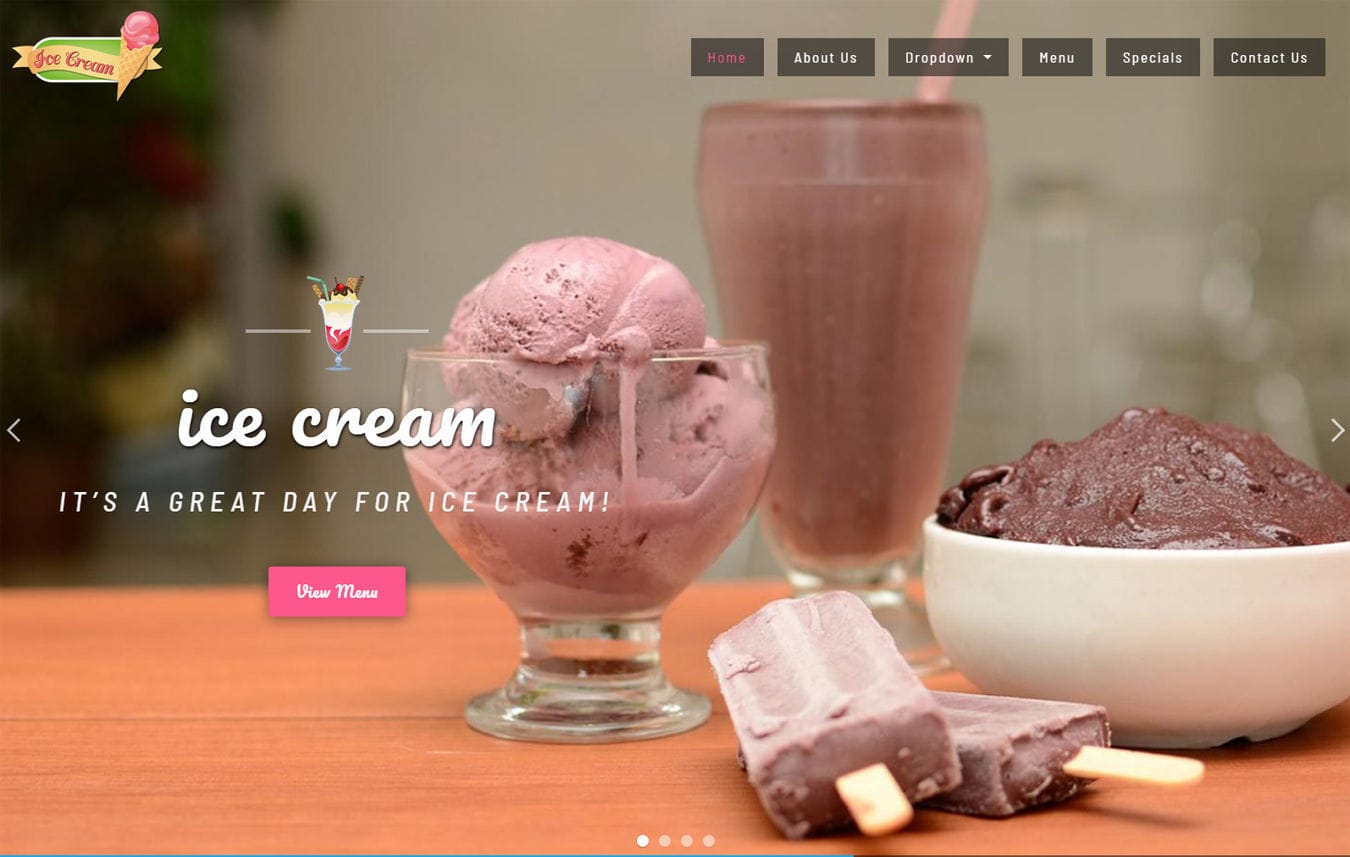 Ice Cream
Home
About Us
Dropdown
Menu
Specials
Contact Us
ice cream
IT'S A GREAT DAY FOR ICE CREAM!
View Menu